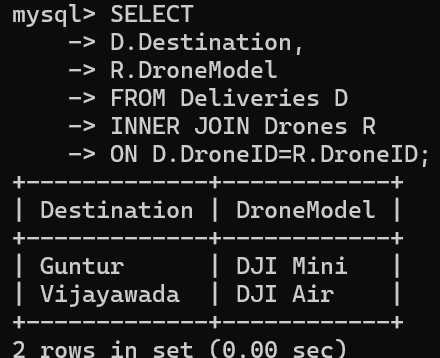 mysql> SELECT
    -> D.Destination,
    -> R.DroneModel
    -> FROM Deliveries D
    -> INNER JOIN Drones R
    -> ON D.DroneID=R.DroneID;
+-------------+------------+
| Destination | DroneModel |
+-------------+------------+
| Guntur      | DJI Mini   |
| Vijayawada  | DJI Air    |
+-------------+------------+
2 rows in set (0.00 sec)